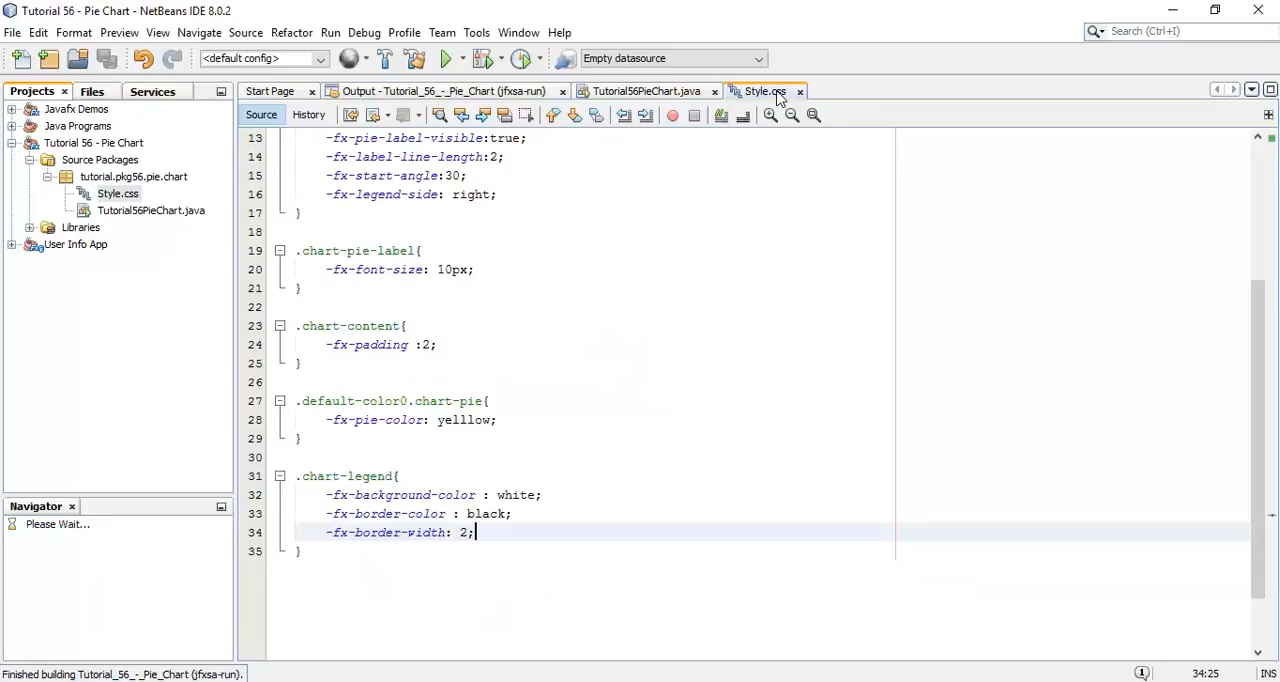 Tutorial 56 - Pie Chart - NetBeans IDE 8.0.2
File Edit Format Preview View Navigate Source Refactor Run Debug Profile Team Tools Window Help
Search (Ctrl+I)
<default config>
Empty datasource
Projects Files Services
Start Page Output - Tutorial_56_-_Pie_Chart (jfxsa-run) Tutorial56PieChart.java Style.css
Source History
Javafx Demos
Java Programs
Tutorial 56 - Pie Chart
Source Packages
tutorial.pkg56.pie.chart
Style.css
Tutorial56PieChart.java
Libraries
User Info App
13 -fx-pie-label-visible:true;
14 -fx-label-line-length:2;
15 -fx-start-angle:30;
16 -fx-legend-side: right;
17 }
18
19 .chart-pie-label{
20 -fx-font-size: 10px;
21 }
22
23 .chart-content{
24 -fx-padding :2;
25 }
26
27 .default-color0.chart-pie{
28 -fx-pie-color: yelllow;
29 }
30
31 .chart-legend{
32 -fx-background-color : white;
33 -fx-border-color : black;
34 -fx-border-width: 2;
35 }
Navigator
Please Wait...
Finished building Tutorial_56_-_Pie_Chart (jfxsa-run).
1
34:25
INS